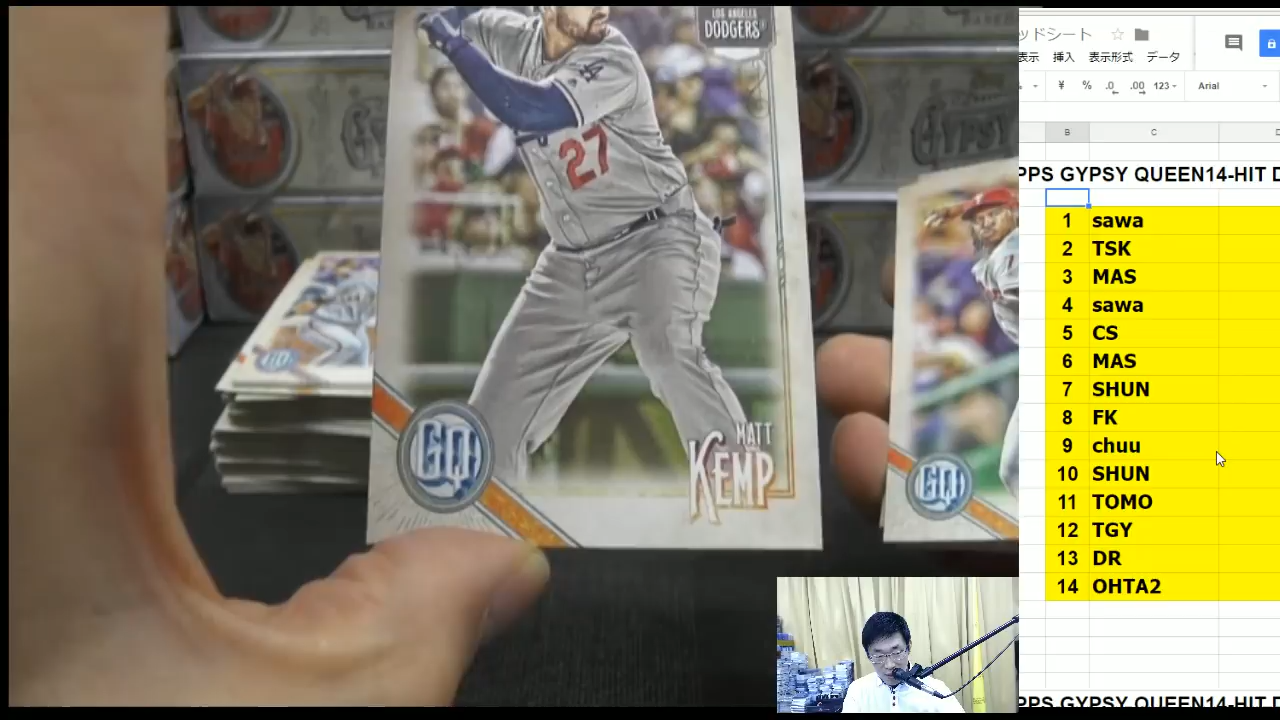 LOS ANGELES
DODGERS
27
GQ
MATT
KEMP
GQ
GQ
ッドシート
表示 挿入 表示形式 データ
% ¥ % .0 .00 123 Arial
B C D
PPS GYPSY QUEEN14-HIT D
1 sawa
2 TSK
3 MAS
4 sawa
5 CS
6 MAS
7 SHUN
8 FK
9 chuu
10 SHUN
11 TOMO
12 TGY
13 DR
14 OHTA2
PPS GYPSY QUEEN14-HIT D